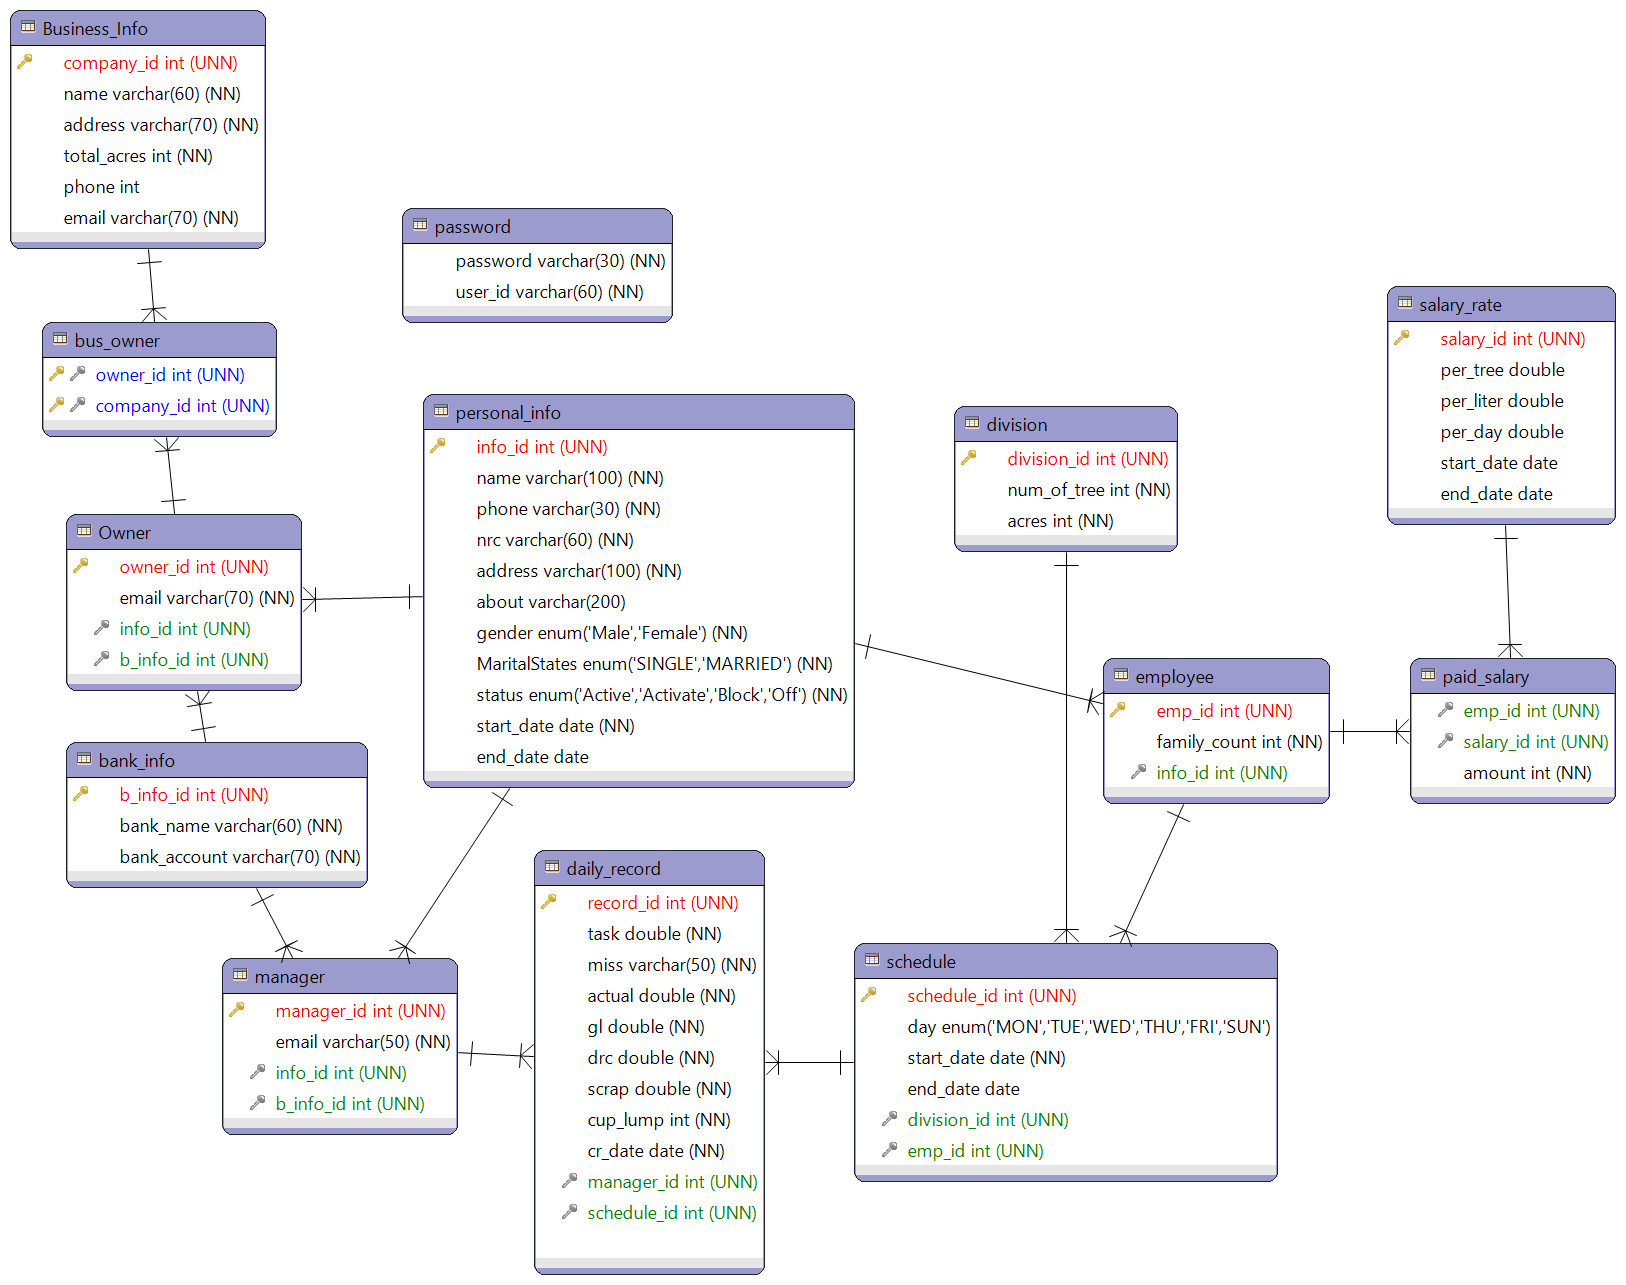 Business_Info
company_id int (UNN)
name varchar(60) (NN)
address varchar(70) (NN)
total_acres int (NN)
phone int
email varchar(70) (NN)
password
password varchar(30) (NN)
user_id varchar(60) (NN)
salary_rate
salary_id int (UNN)
per_tree double
per_liter double
per_day double
start_date date
end_date date
bus_owner
owner_id int (UNN)
company_id int (UNN)
personal_info
info_id int (UNN)
name varchar(100) (NN)
phone varchar(30) (NN)
nrc varchar(60) (NN)
address varchar(100) (NN)
about varchar(200)
gender enum('Male','Female') (NN)
MaritalStates enum('SINGLE','MARRIED') (NN)
status enum('Active','Activate','Block','Off') (NN)
start_date date (NN)
end_date date
division
division_id int (UNN)
num_of_tree int (NN)
acres int (NN)
Owner
owner_id int (UNN)
email varchar(70) (NN)
info_id int (UNN)
b_info_id int (UNN)
employee
emp_id int (UNN)
family_count int (NN)
info_id int (UNN)
paid_salary
emp_id int (UNN)
salary_id int (UNN)
amount int (NN)
bank_info
b_info_id int (UNN)
bank_name varchar(60) (NN)
bank_account varchar(70) (NN)
daily_record
record_id int (UNN)
task double (NN)
miss varchar(50) (NN)
actual double (NN)
gl double (NN)
drc double (NN)
scrap double (NN)
cup_lump int (NN)
cr_date date (NN)
manager_id int (UNN)
schedule_id int (UNN)
schedule
schedule_id int (UNN)
day enum('MON','TUE','WED','THU','FRI','SUN')
start_date date (NN)
end_date date
division_id int (UNN)
emp_id int (UNN)
manager
manager_id int (UNN)
email varchar(50) (NN)
info_id int (UNN)
b_info_id int (UNN)